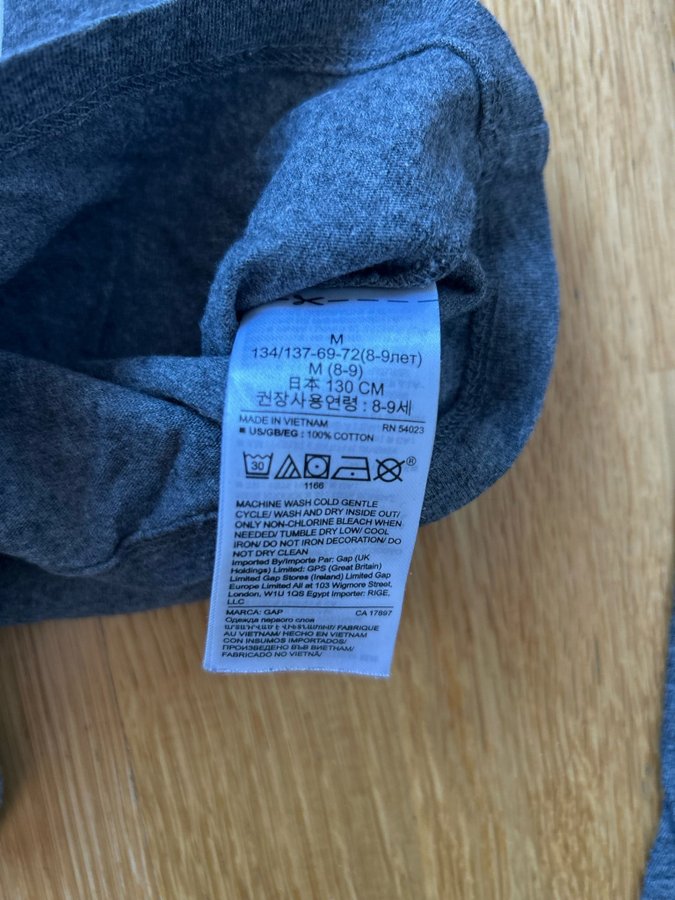 M
134/137-69-72(8-9лет)
M (8-9)
日本 130 CM
권장사용연령 : 8-9세
MADE IN VIETNAM RN 54023
■ US/GB/EG : 100% COTTON
30 ®
1166
MACHINE WASH COLD GENTLE
CYCLE/ WASH AND DRY INSIDE OUT/
ONLY NON-CHLORINE BLEACH WHEN
NEEDED/ TUMBLE DRY LOW/ COOL
IRON/ DO NOT IRON DECORATION/ DO
NOT DRY CLEAN
Imported By/Importe Par: Gap (UK
Holdings) Limited: GPS (Great Britain)
Limited Gap Stores (Ireland) Limited Gap
Europe Limited All at 103 Wigmore Street,
London, W1U 1QS Egypt Importer: RIGE,
LLC
MARCA: GAP CA 17897
Одежда первого слоя
ԱՐՏԱԴՐՎԱԾ Է ՎԻԵՏՆԱՄՈՒՄ/ FABRIQUE
AU VIETNAM/ HECHO EN VIETNAM
CON INSUMOS IMPORTADOS/
ПРОИЗВЕДЕНО ВЪВ ВИЕТНАМ/
FABRICADO NO VIETNÃ/